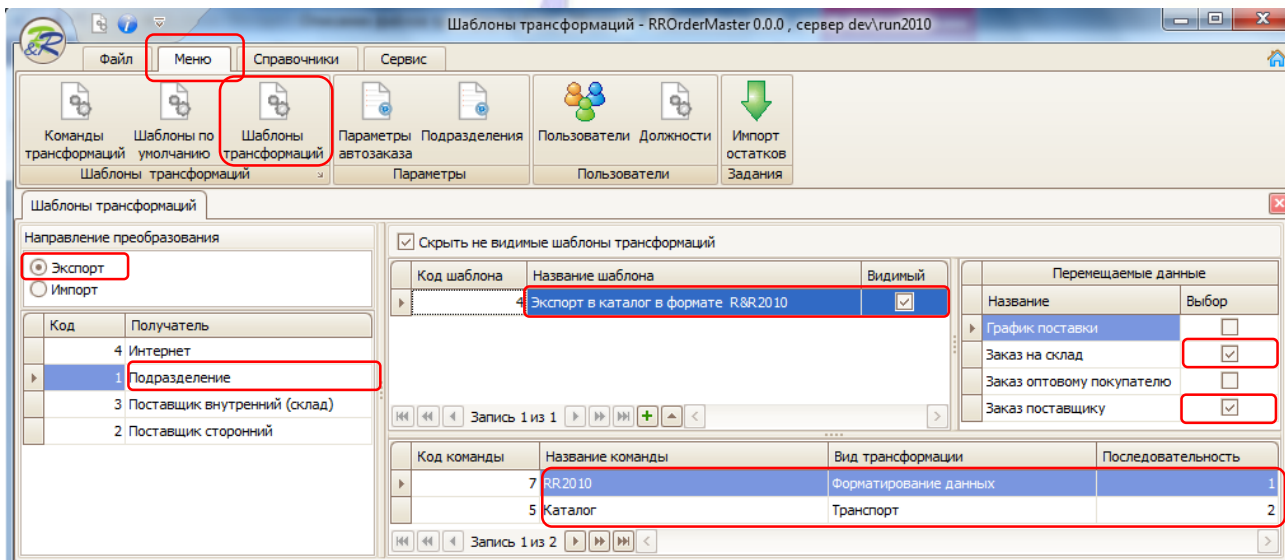 Шаблоны трансформаций - RROrderMaster 0.0.0 , сервер dev\run2010
&R
Файл Меню Справочники Сервис
Команды трансформаций
Шаблоны по умолчанию
Шаблоны трансформаций
Параметры автозаказа
Подразделения
Пользователи
Должности
Импорт остатков
Шаблоны трансформаций Параметры Пользователи Задания
Шаблоны трансформаций
Направление преобразования
Экспорт
Импорт
Код Получатель
4 Интернет
1 Подразделение
3 Поставщик внутренний (склад)
2 Поставщик сторонний
Скрыть не видимые шаблоны трансформаций
Код шаблона Название шаблона Видимый
4 Экспорт в каталог в формате R&R2010
Запись 1 из 1
Перемещаемые данные
Название Выбор
График поставки
Заказ на склад
Заказ оптовому покупателю
Заказ поставщику
Код команды Название команды Вид трансформации Последовательность
7 RR2010 Форматирование данных 1
5 Каталог Транспорт 2
Запись 1 из 2